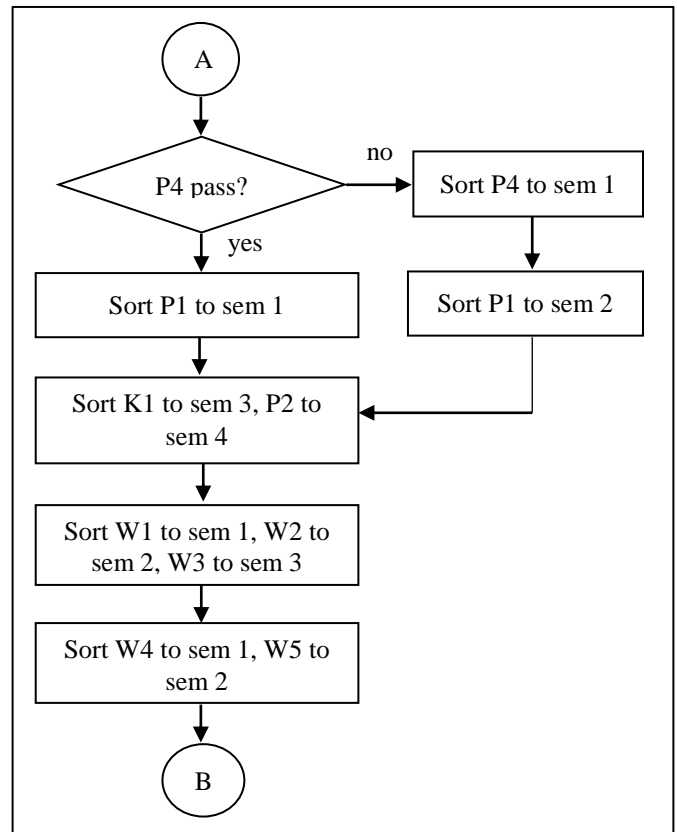 A
P4 pass?
no
Sort P4 to sem 1
yes
Sort P1 to sem 1
Sort P1 to sem 2
Sort K1 to sem 3, P2 to
sem 4
Sort W1 to sem 1, W2 to
sem 2, W3 to sem 3
Sort W4 to sem 1, W5 to
sem 2
B